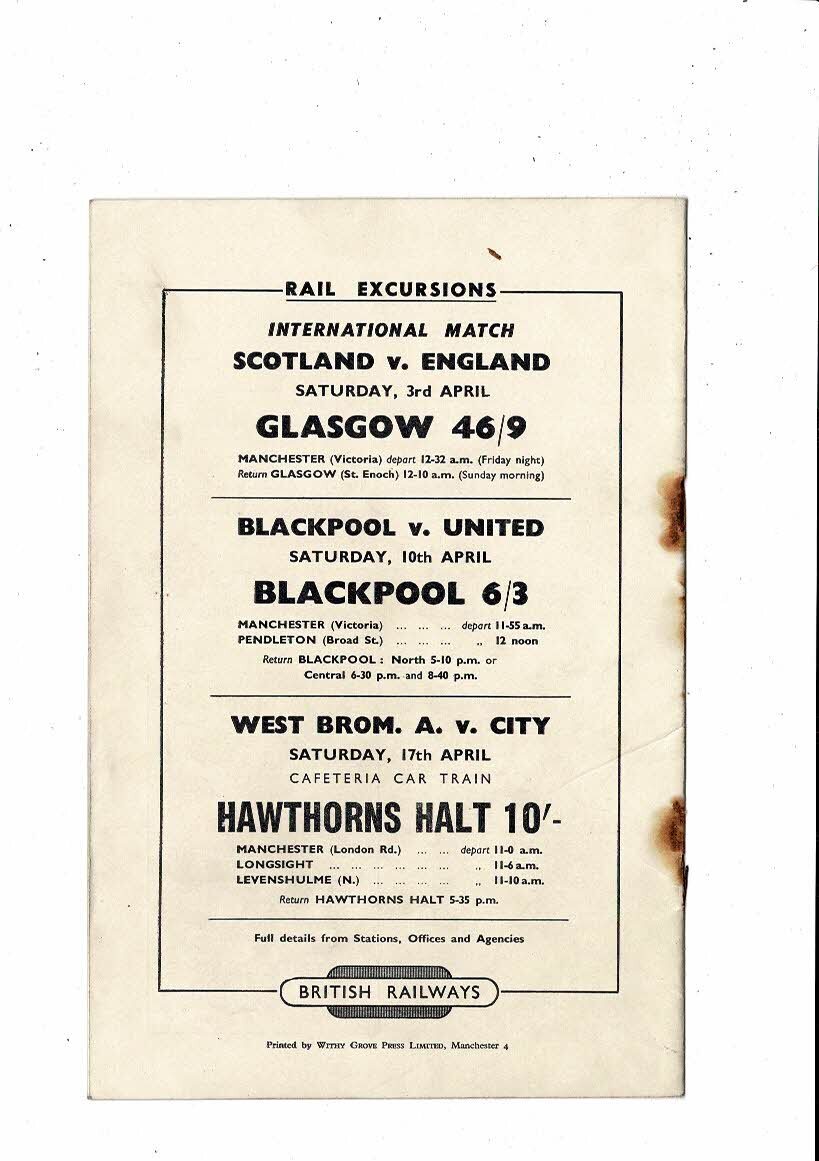 RAIL EXCURSIONS
INTERNATIONAL MATCH
SCOTLAND v. ENGLAND
SATURDAY, 3rd APRIL
GLASGOW 46/9
MANCHESTER (Victoria) depart 12-32 a.m. (Friday night)
Return GLASGOW (St. Enoch) 12-10 a.m. (Sunday morning)
BLACKPOOL v. UNITED
SATURDAY, 10th APRIL
BLACKPOOL 6/3
MANCHESTER (Victoria) ... ... ... depart 11-55 a.m.
PENDLETON (Broad St.) ... ... ... „ 12 noon
Return BLACKPOOL : North 5-10 p.m. or
Central 6-30 p.m. and 8-40 p.m.
WEST BROM. A. v. CITY
SATURDAY, 17th APRIL
CAFETERIA CAR TRAIN
HAWTHORNS HALT 10'-
MANCHESTER (London Rd.) ... ... depart 11-0 a.m.
LONGSIGHT ... ... ... ... ... ... „ 11-6 a.m.
LEVENSHULME (N.) ... ... ... ... „ 11-10 a.m.
Return HAWTHORNS HALT 5-35 p.m.
Full details from Stations, Offices and Agencies
BRITISH RAILWAYS
Printed by WITHY GROVE PRESS LIMITED, Manchester 4